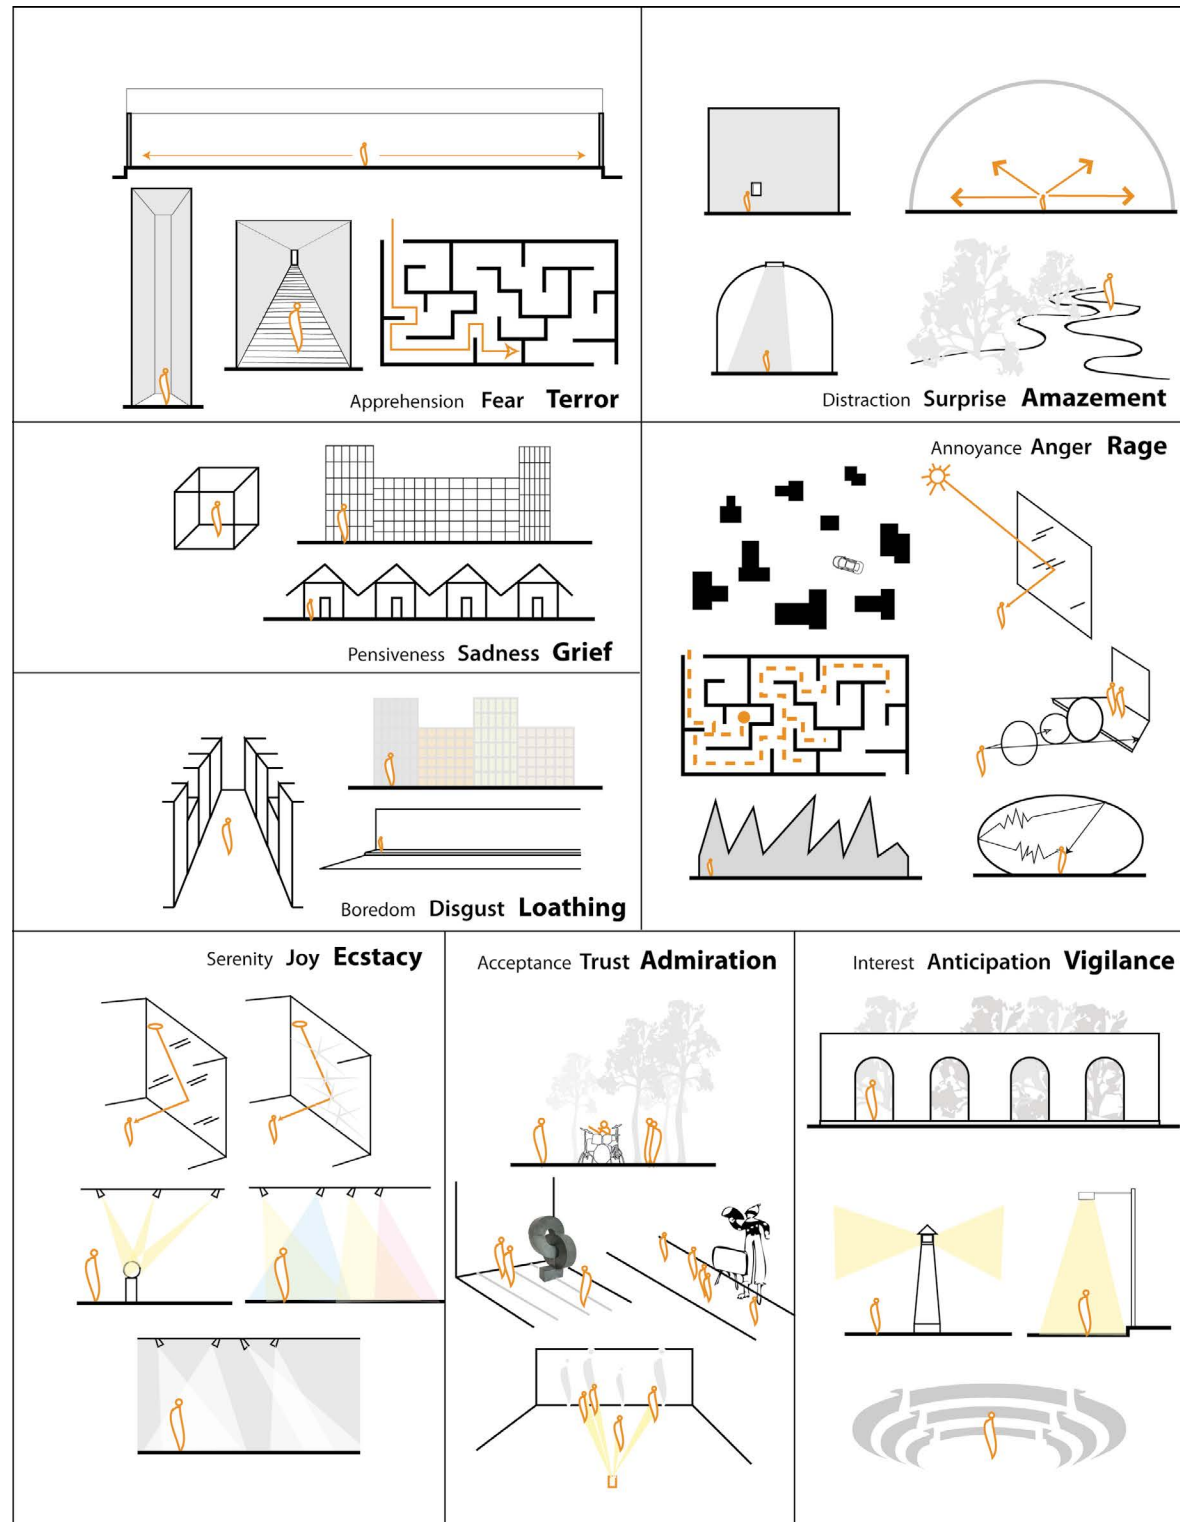 Apprehension Fear Terror
Distraction Surprise Amazement
Pensiveness Sadness Grief
Annoyance Anger Rage
Boredom Disgust Loathing
Serenity Joy Ecstacy
Acceptance Trust Admiration
Interest Anticipation Vigilance